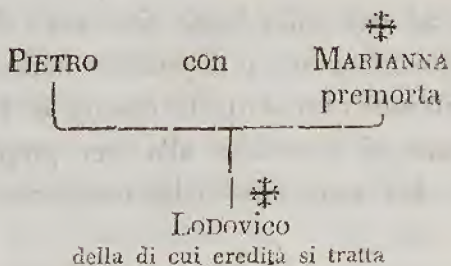 PIETRO con MARIANNA
premorta
LODOVICO
della di cui eredità si tratta